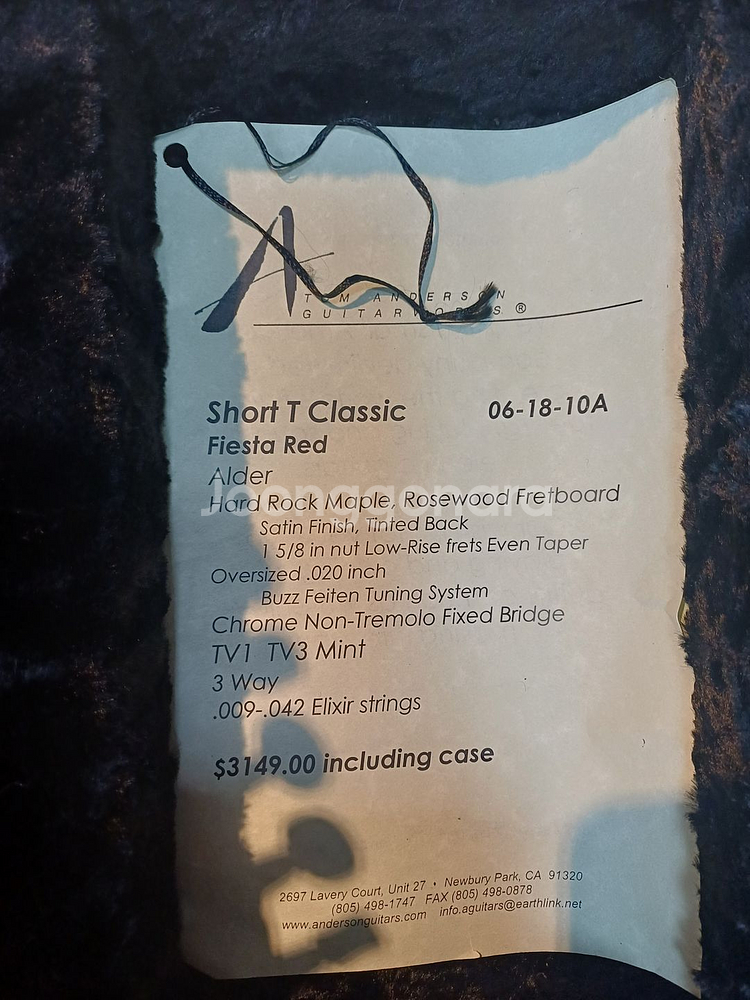 TOM ANDERSON
GUITARWORKS ®
Short T Classic 06-18-10A
Fiesta Red
Alder
Hard Rock Maple, Rosewood Fretboard
Joonggonara
Satin Finish, Tinted Back
1 5/8 in nut Low-Rise frets Even Taper
Oversized .020 inch
Buzz Feiten Tuning System
Chrome Non-Tremolo Fixed Bridge
TV1 TV3 Mint
3 Way
.009-.042 Elixir strings
$3149.00 including case
2697 Lavery Court, Unit 27 • Newbury Park, CA 91320
(805) 498-1747 FAX (805) 498-0878
www.andersonguitars.com info.aguitars@earthlink.net